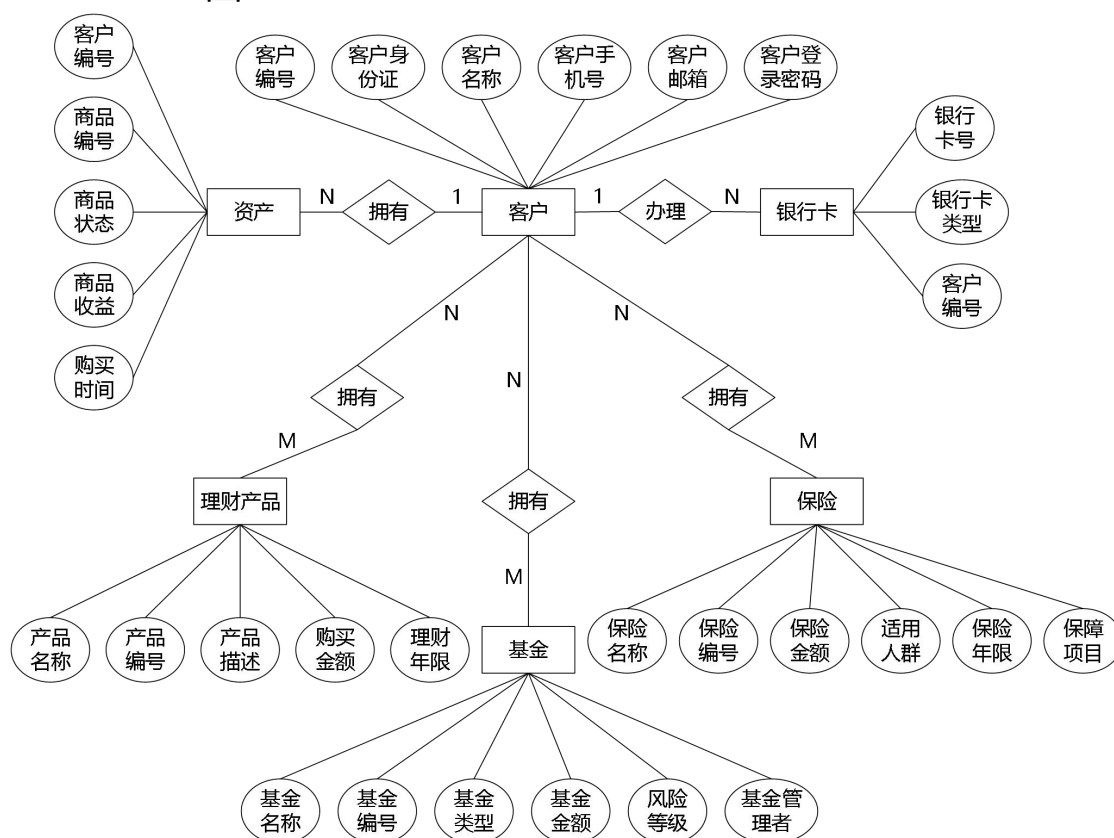 客户
编号
客户
编号
客户身
份证
客户
名称
客户手
机号
客户
邮箱
客户登
录密码
商品
编号
银行
卡号
商品
状态
资产
N
拥有
1
客户
1
办理
N
银行卡
银行卡
类型
商品
收益
客户
编号
购买
时间
N
N
N
拥有
拥有
M
M
理财产品
拥有
保险
M
产品
名称
产品
编号
产品
描述
购买
金额
理财
年限
基金
保险
名称
保险
编号
保险
金额
适用
人群
保险
年限
保障
项目
基金
名称
基金
编号
基金
类型
基金
金额
风险
等级
基金管
理者